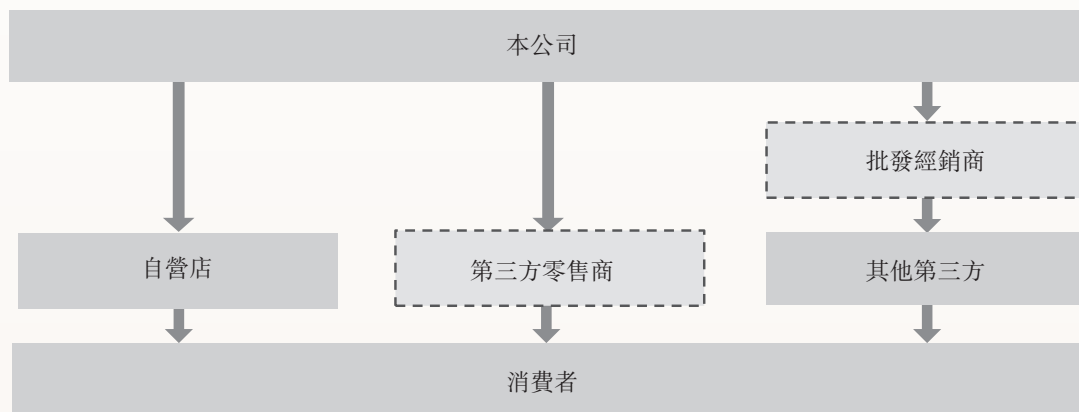 本公司
批發經銷商
自營店
第三方零售商
其他第三方
消費者